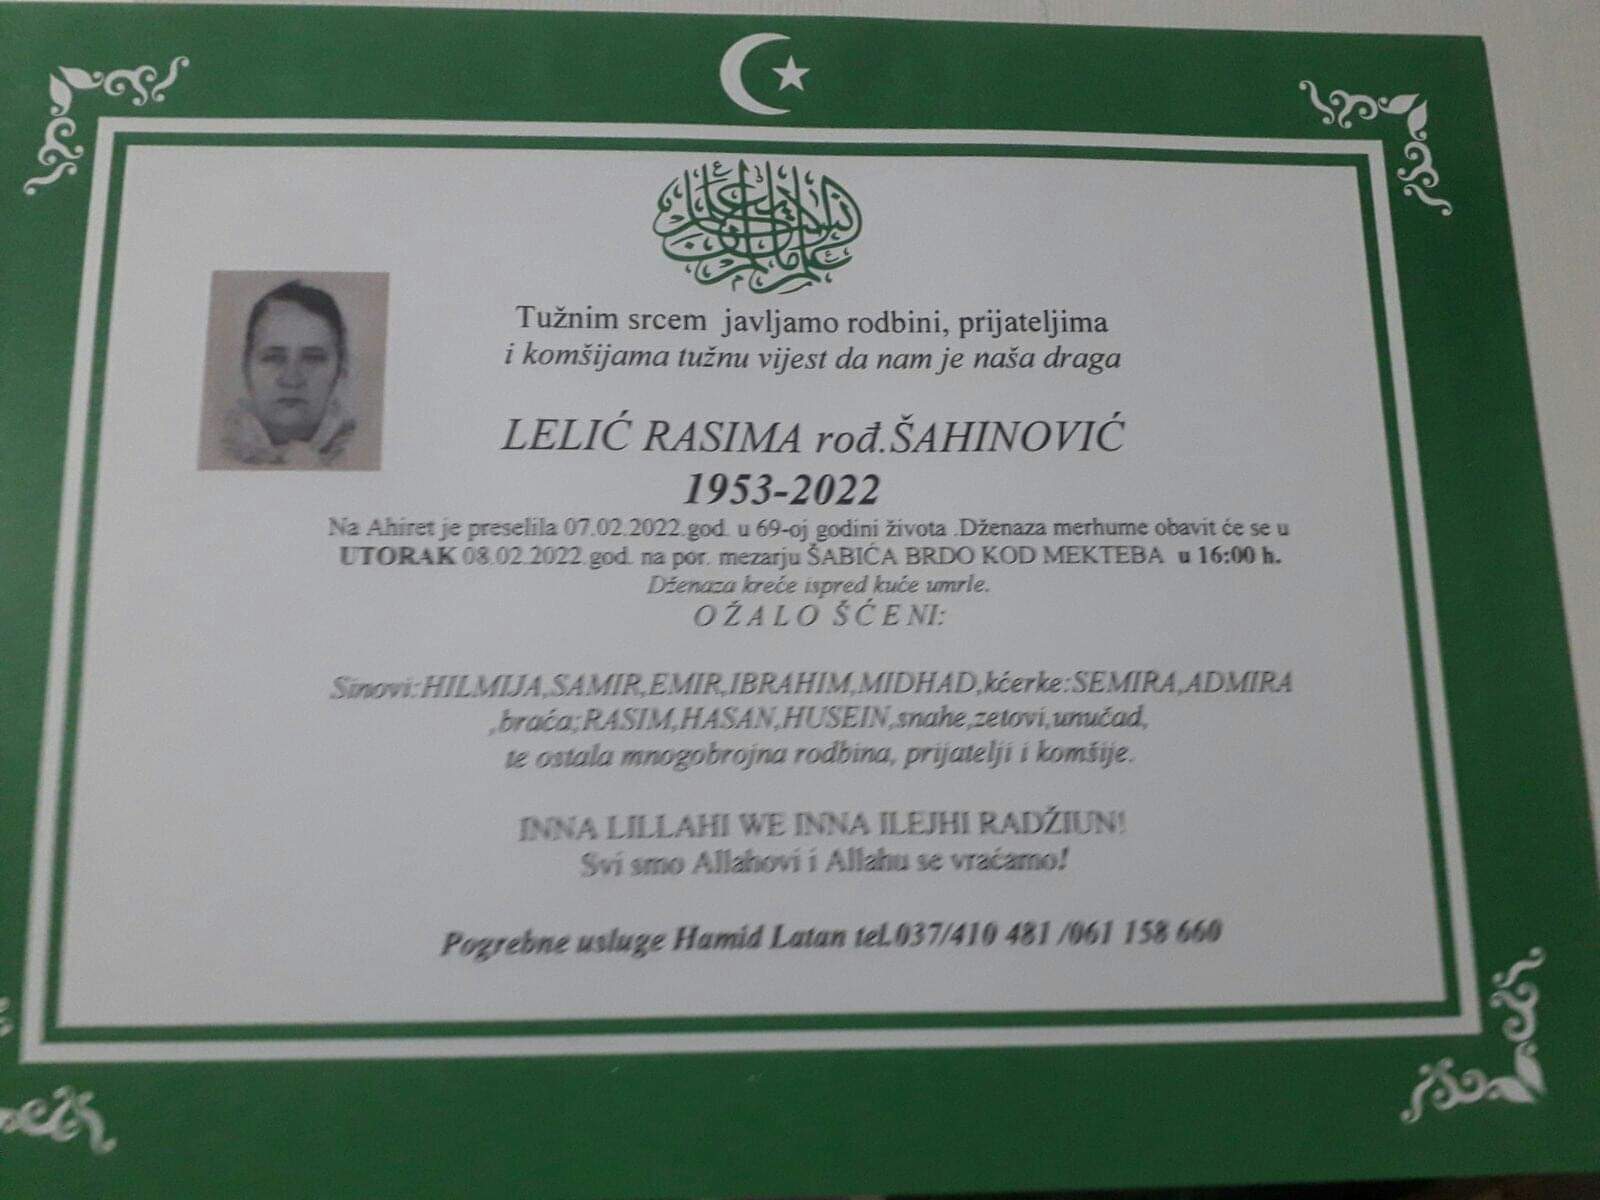 Tužnim srcem javljamo rodbini, prijateljima
i komšijama tužnu vijest da nam je naša draga
LELIĆ RASIMA rođ.ŠAHINOVIĆ
1953-2022
Na Ahiret je preselila 07.02.2022.god. u 69-oj godini života .Dženaza merhume obavit će se u
UTORAK 08.02.2022.god. na por. mezarju ŠABIĆA BRDO KOD MEKTEBA u 16:00 h.
Dženaza kreće ispred kuće umrle.
O Ž A L O Š Ć E N I:
Sinovi:HILMIJA,SAMIR,EMIR,IBRAHIM,MIDHAD,kćerke:SEMIRA,ADMIRA
,braća;RASIM,HASAN,HUSEIN,snahe,zetovi,unučad,
te ostala mnogobrojna rodbina, prijatelji i komšije.
INNA LILLAHI WE INNA ILEJHI RADŽIUN!
Svi smo Allahovi i Allahu se vraćamo!
Pogrebne usluge Hamid Latan tel.037/410 481 /061 158 660